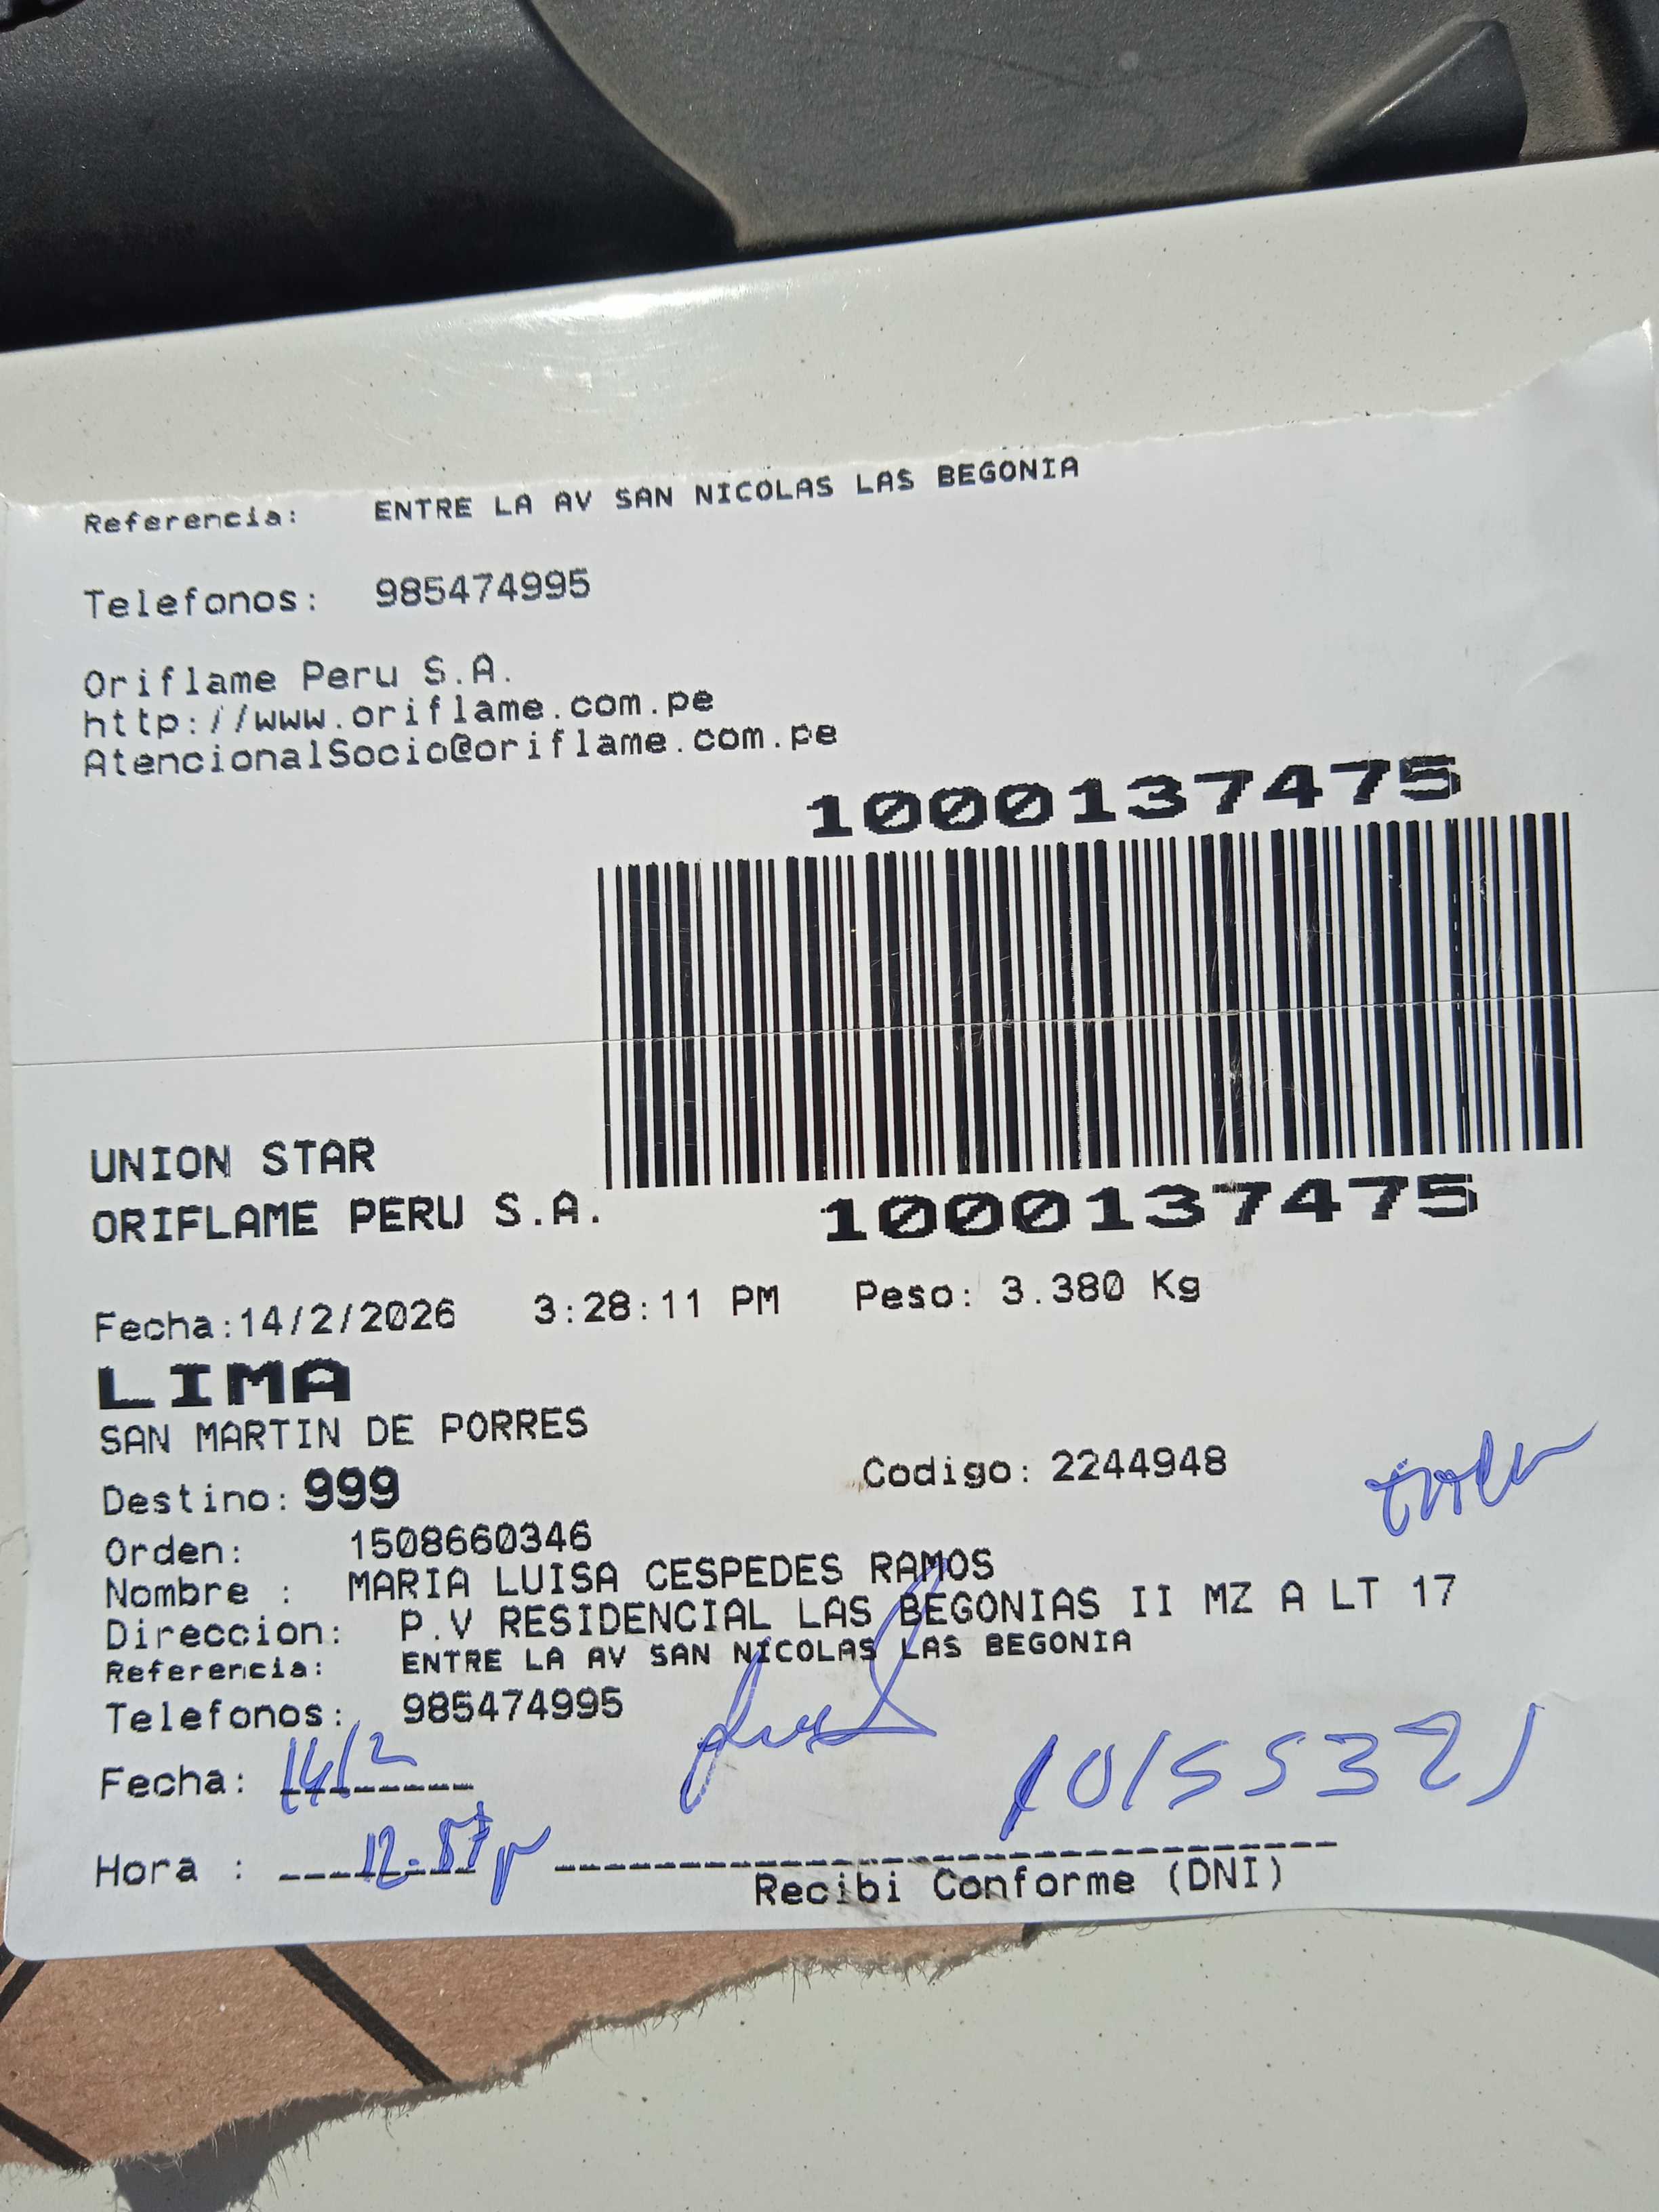 Referencia: ENTRE LA AV SAN NICOLAS LAS BEGONIA
Telefonos: 985474995
Oriflame Peru S.A.
http://www.oriflame.com.pe
AtencionalSocio@oriflame.com.pe
1000137475
UNION STAR
ORIFLAME PERU S.A.
1000137475
Fecha:14/2/2026 3:28:11 PM Peso: 3.380 Kg
LIMA
SAN MARTIN DE PORRES
Destino: 999 Codigo: 2244948
Orden: 1508660346
Nombre : MARIA LUISA CESPEDES RAMOS
Direccion: P.V RESIDENCIAL LAS BEGONIAS II MZ A LT 17
Referencia: ENTRE LA AV SAN NICOLAS LAS BEGONIA
Telefonos: 985474995
Fecha: 14/2 10155321
Hora : 12.57p
Recibi Conforme (DNI)